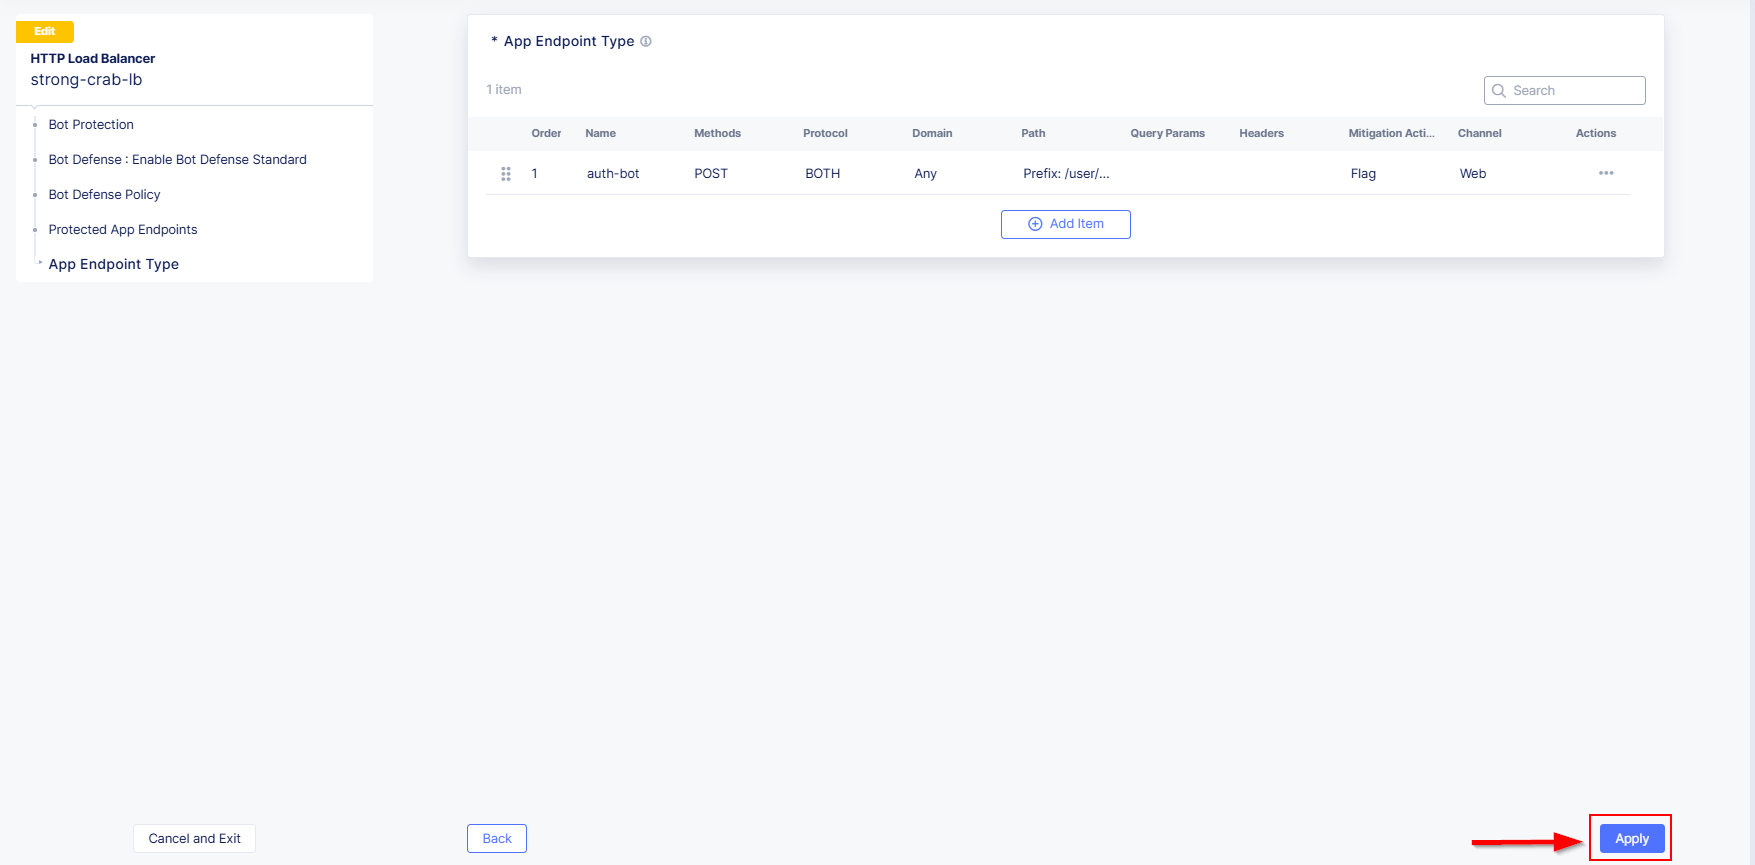 Edit
HTTP Load Balancer
strong-crab-lb
Bot Protection
Bot Defense : Enable Bot Defense Standard
Bot Defense Policy
Protected App Endpoints
App Endpoint Type
* App Endpoint Type
1 item
Search
Order Name Methods Protocol Domain Path Query Params Headers Mitigation Acti... Channel Actions
1 auth-bot POST BOTH Any Prefix: /user/... Flag Web
Add Item
Cancel and Exit
Back
Apply